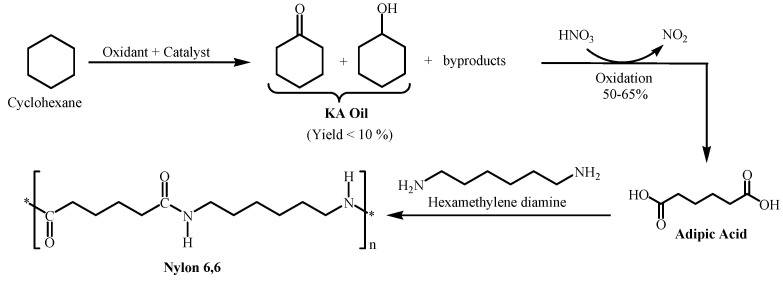 O
OH
Oxidant + Catalyst
Cyclohexane
+
+ byproducts
KA Oil
(Yield < 10 %)
HNO3
NO2
Oxidation
50-65%
H2N
NH2
Hexamethylene diamine
HO
O
O
OH
Adipic Acid
*
C
O
O
C
N
H
H
N
*
n
Nylon 6,6